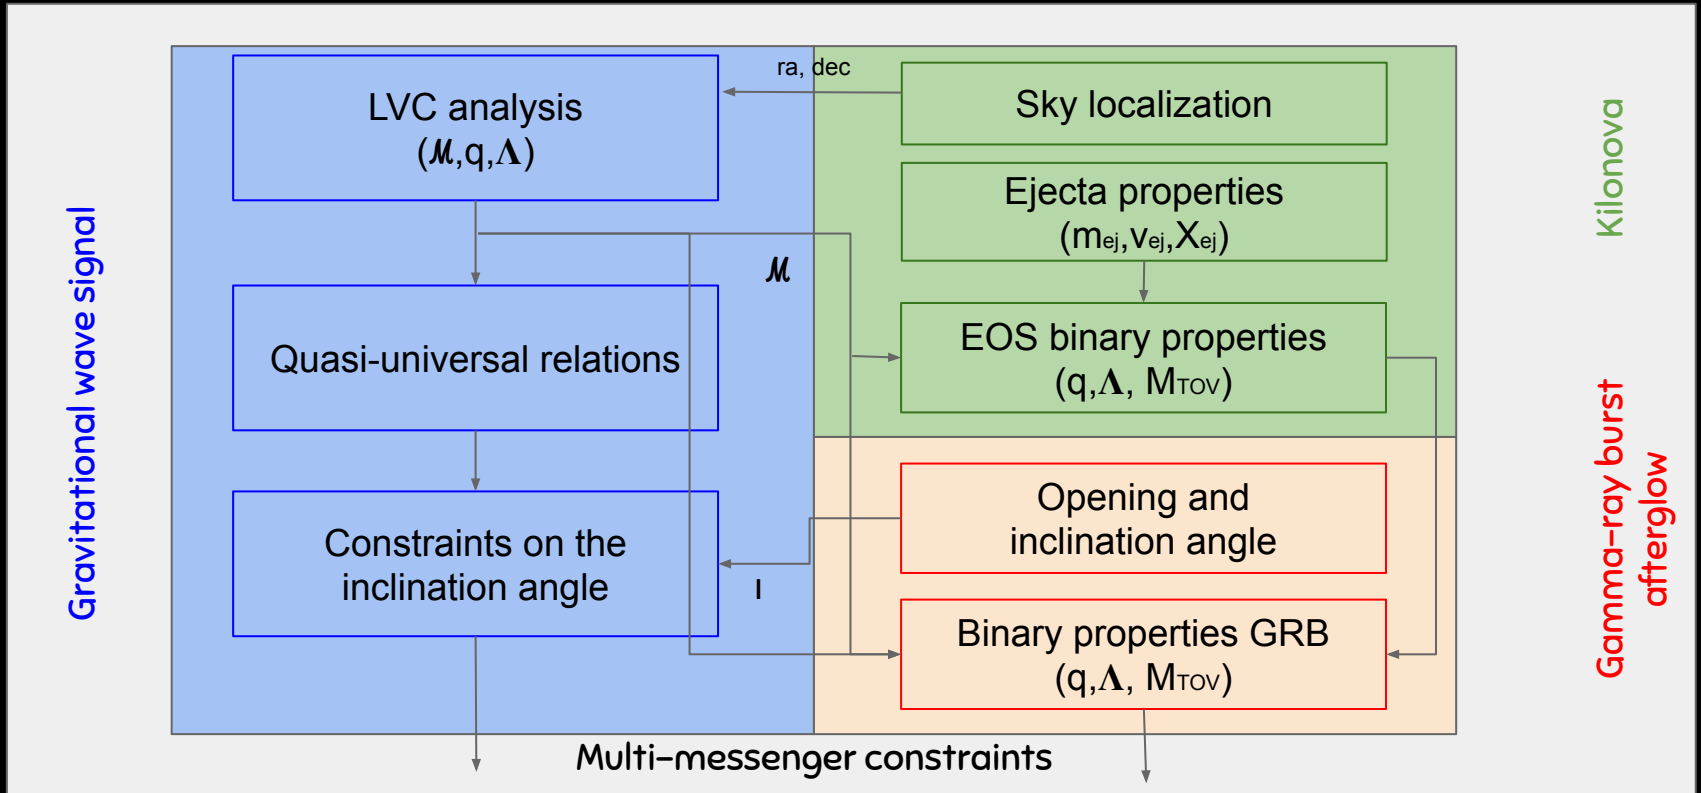 Gravitational wave signal
LVC analysis
(ℳ,q,Λ)
ra, dec
Sky localization
Ejecta properties
(mej,vej,Xej)
ℳ
Quasi-universal relations
EOS binary properties
(q,Λ, MTOV)
Constraints on the
inclination angle
I
Opening and
inclination angle
Binary properties GRB
(q,Λ, MTOV)
Kilonova
Gamma-ray burst
afterglow
Multi-messenger constraints